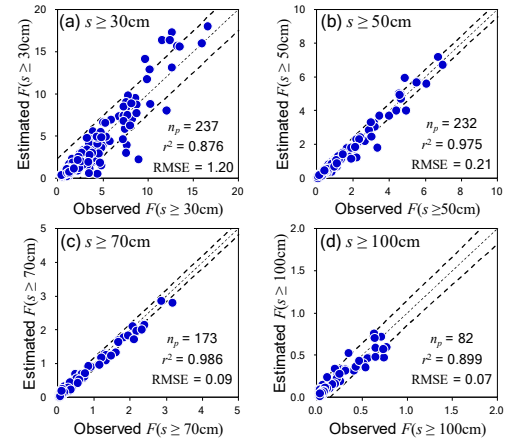 (a) s ≥ 30cm
Estimated F(s ≥ 30cm)
20
15
10
5
0
n_p = 237
r² = 0.876
RMSE = 1.20
0 5 10 15 20
Observed F(s ≥ 30cm)
(b) s ≥ 50cm
Estimated F(s ≥ 50cm)
10
8
6
4
2
0
n_p = 232
r² = 0.975
RMSE = 0.21
0 2 4 6 8 10
Observed F(s ≥50cm)
(c) s ≥ 70cm
Estimated F(s ≥ 70cm)
5
4
3
2
1
0
n_p = 173
r² = 0.986
RMSE = 0.09
0 1 2 3 4 5
Observed F(s ≥ 70cm)
(d) s ≥ 100cm
Estimated F(s ≥ 100cm)
2.0
1.5
1.0
0.5
0.0
n_p = 82
r² = 0.899
RMSE = 0.07
0.0 0.5 1.0 1.5 2.0
Observed F(s ≥ 100cm)